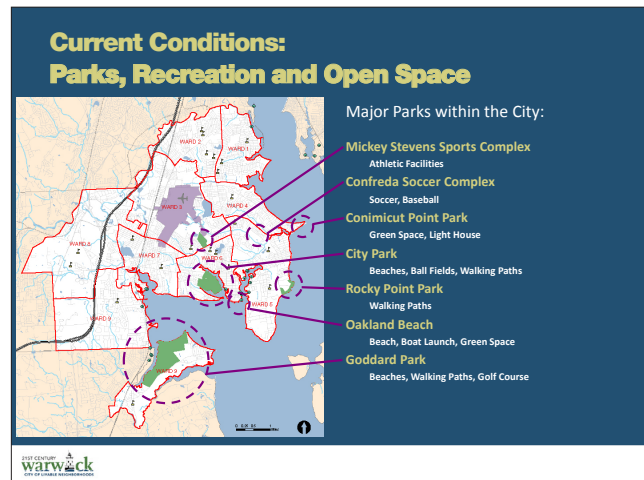 Current Conditions:
Parks, Recreation and Open Space
Major Parks within the City:
Mickey Stevens Sports Complex
Athletic Facilities
Confreda Soccer Complex
Soccer, Baseball
Conimicut Point Park
Green Space, Light House
City Park
Beaches, Ball Fields, Walking Paths
Rocky Point Park
Walking Paths
Oakland Beach
Beach, Boat Launch, Green Space
Goddard Park
Beaches, Walking Paths, Golf Course
WARD 2
WARD 1
WARD 3
WARD 4
WARD 8
WARD 7
WARD 6
WARD 5
WARD 9
WARD 9
21ST CENTURY
warwick
CITY OF LIVABLE NEIGHBORHOODS